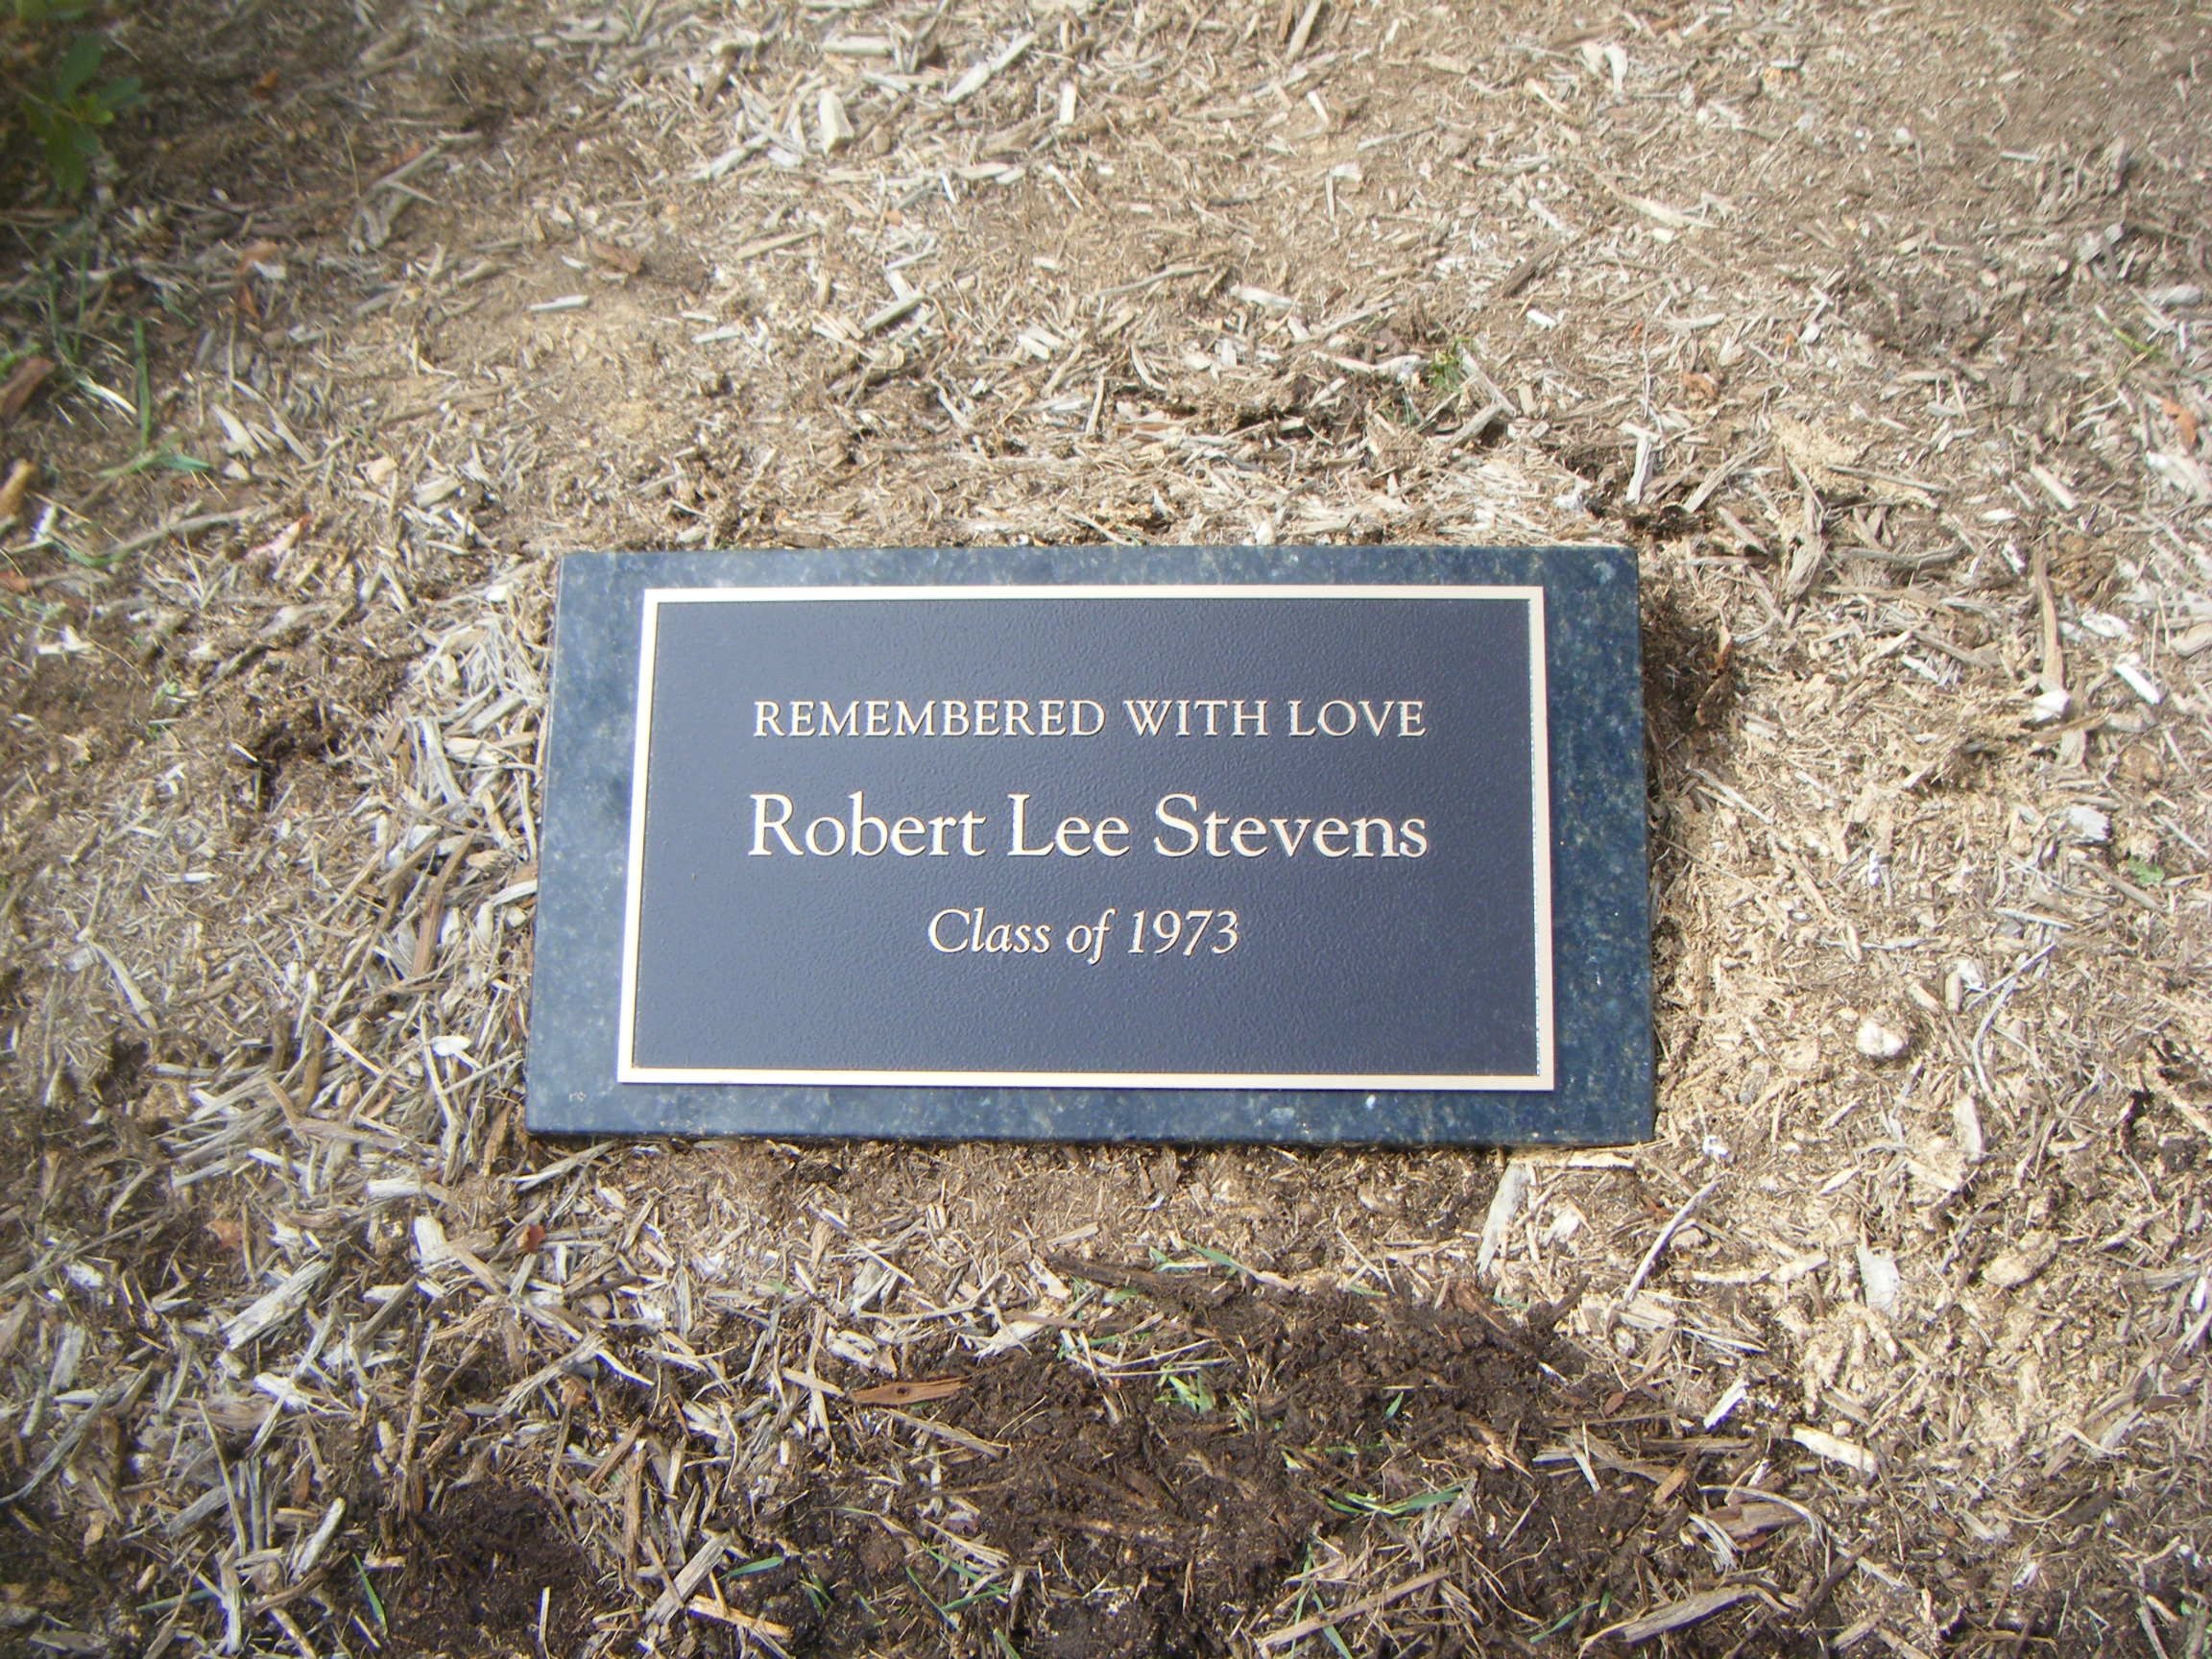 REMEMBERED WITH LOVE
Robert Lee Stevens
Class of 1973